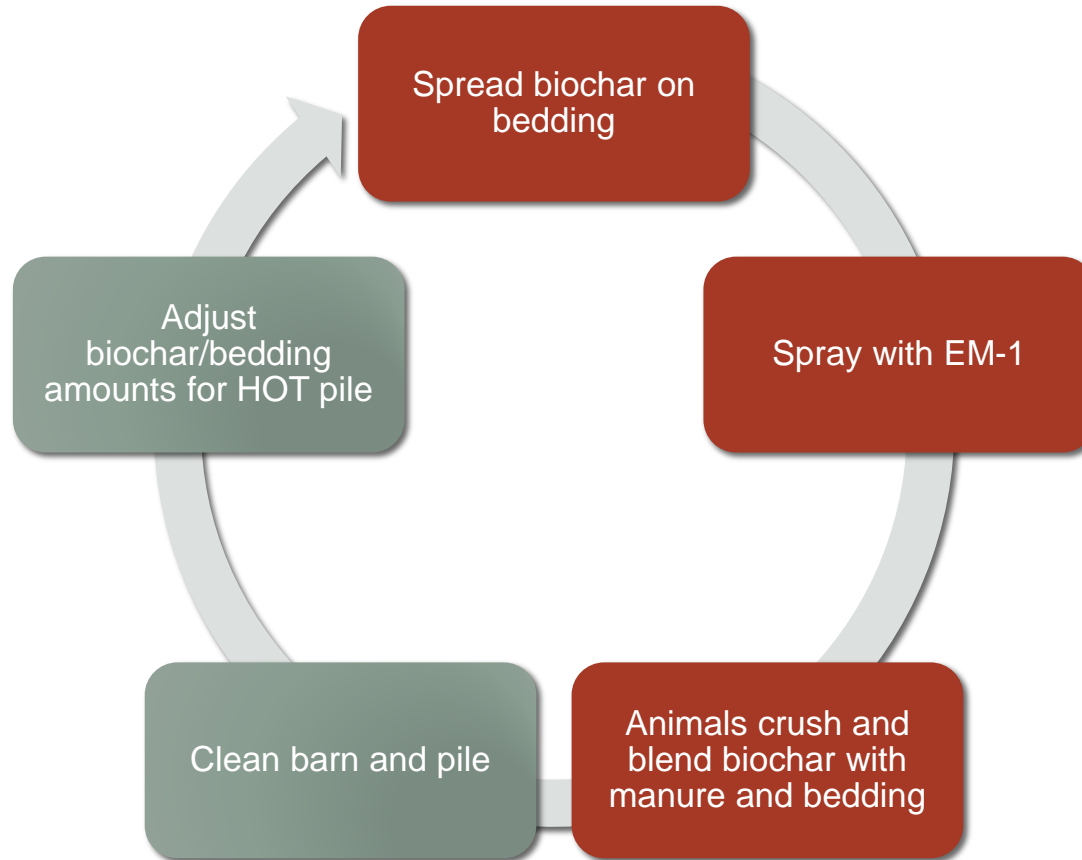 Spread biochar on
bedding
Spray with EM-1
Animals crush and
blend biochar with
manure and bedding
Clean barn and pile
Adjust
biochar/bedding
amounts for HOT pile